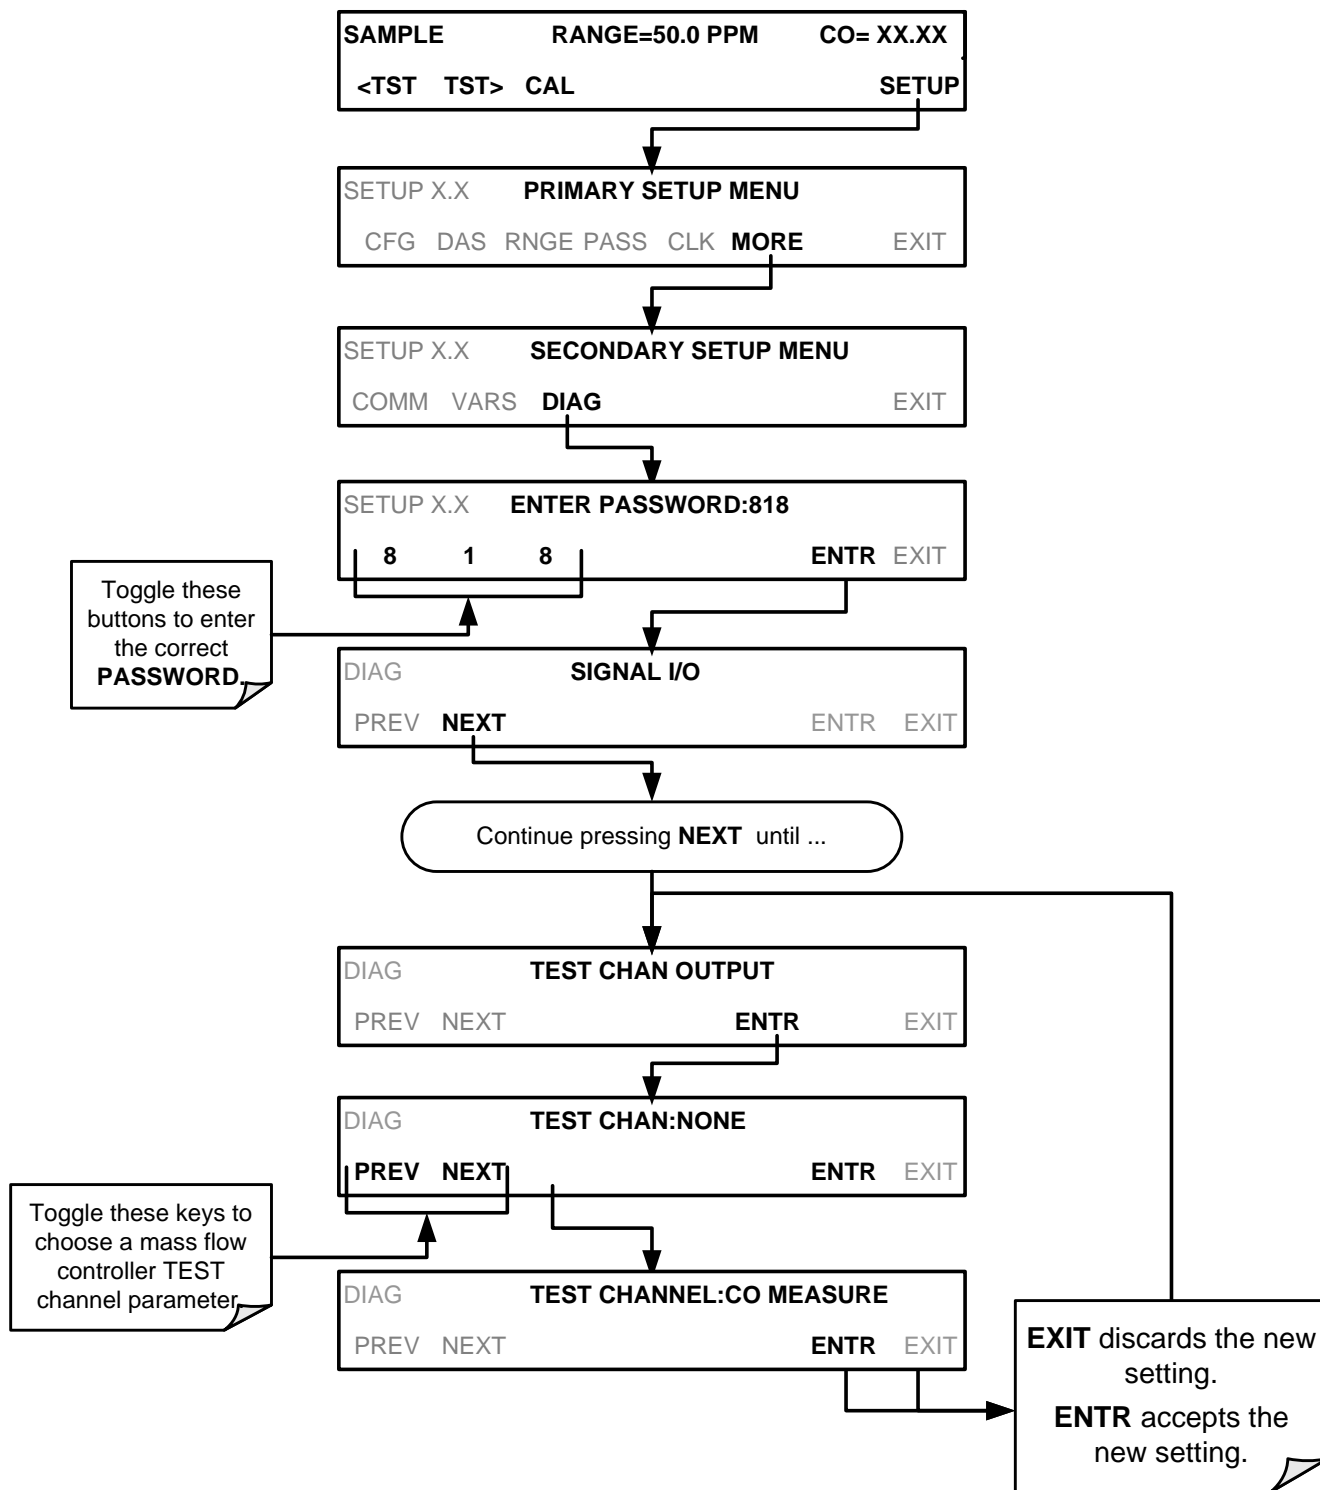 SAMPLE RANGE=50.0 PPM CO= XX.XX
<TST TST> CAL SETUP
SETUP X.X PRIMARY SETUP MENU
CFG DAS RNGE PASS CLK MORE EXIT
SETUP X.X SECONDARY SETUP MENU
COMM VARS DIAG EXIT
SETUP X.X ENTER PASSWORD:818
8 1 8 ENTR EXIT
Toggle these
buttons to enter
the correct
PASSWORD.
DIAG SIGNAL I/O
PREV NEXT ENTR EXIT
Continue pressing NEXT until ...
DIAG TEST CHAN OUTPUT
PREV NEXT ENTR EXIT
DIAG TEST CHAN:NONE
PREV NEXT ENTR EXIT
Toggle these keys to
choose a mass flow
controller TEST
channel parameter.
DIAG TEST CHANNEL:CO MEASURE
PREV NEXT ENTR EXIT
EXIT discards the new
setting.
ENTR accepts the
new setting.